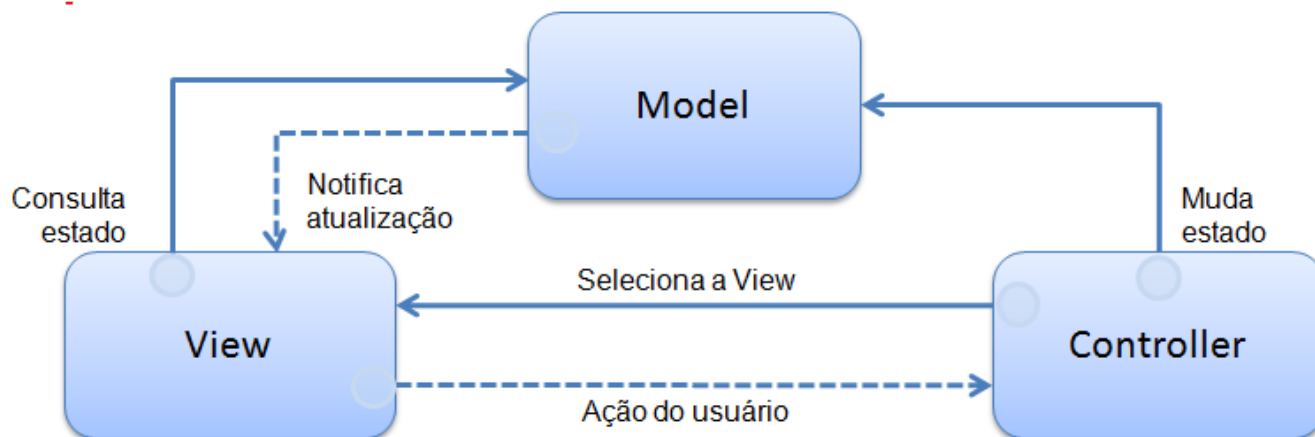 Model
Consulta
estado
Notifica
atualização
Muda
estado
Seleciona a View
View
Controller
Ação do usuário